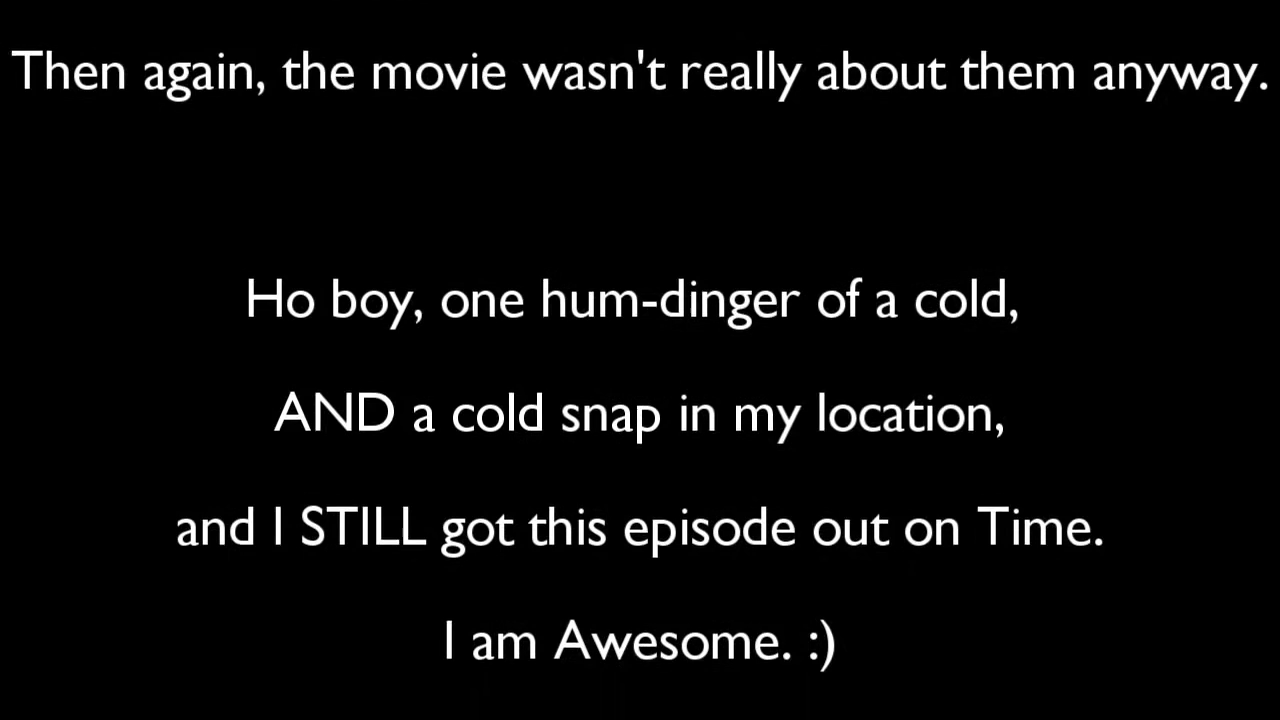 Then again, the movie wasn't really about them anyway.
Ho boy, one hum-dinger of a cold,
AND a cold snap in my location,
and I STILL got this episode out on Time.
I am Awesome. :)